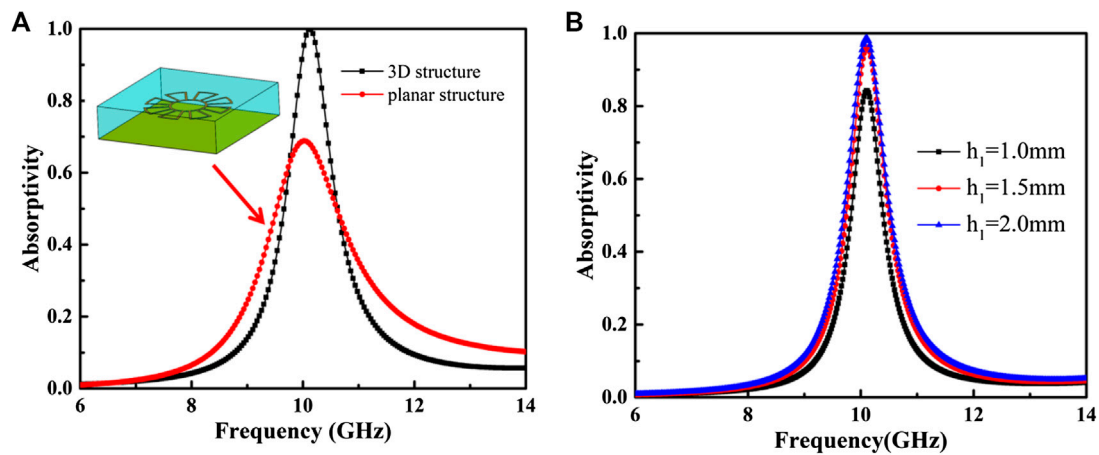 A
1.0
0.8
0.6
0.4
0.2
0.0
Absorptivity
3D structure
planar structure
6
8
10
12
14
Frequency (GHz)
B
1.0
0.8
0.6
0.4
0.2
0.0
Absorptivity
h₁=1.0mm
h₁=1.5mm
h₁=2.0mm
6
8
10
12
14
Frequency(GHz)